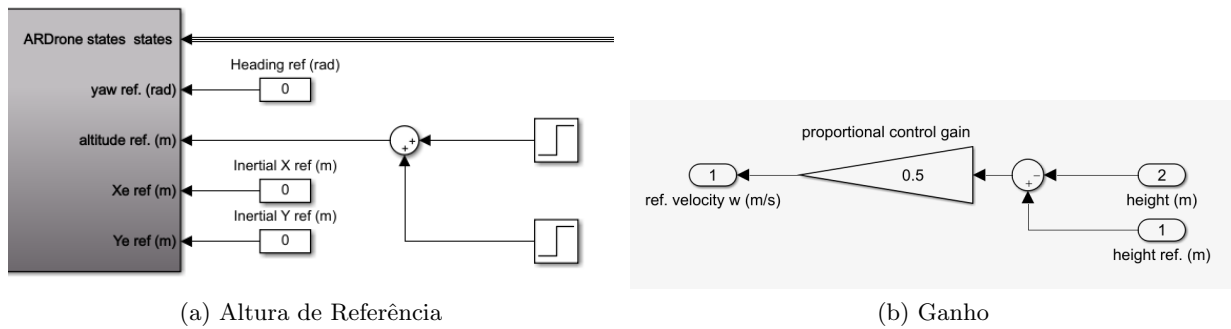 ARDrone states  states
Heading ref (rad)
yaw ref. (rad)
0
altitude ref. (m)
+
+
Inertial X ref (m)
Xe ref (m)
0
Inertial Y ref (m)
Ye ref (m)
0
(a) Altura de Referência
proportional control gain
1
0.5
−
+
2
ref. velocity w (m/s)
height (m)
1
height ref. (m)
(b) Ganho